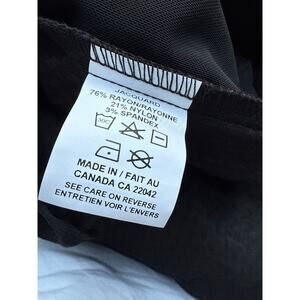 JACQUARD
76% RAYON/RAYONNE
21% NYLON
3% SPANDEX
30C
MADE IN / FAIT AU
CANADA CA 22042
SEE CARE ON REVERSE
ENTRETIEN VOIR L'ENVERS